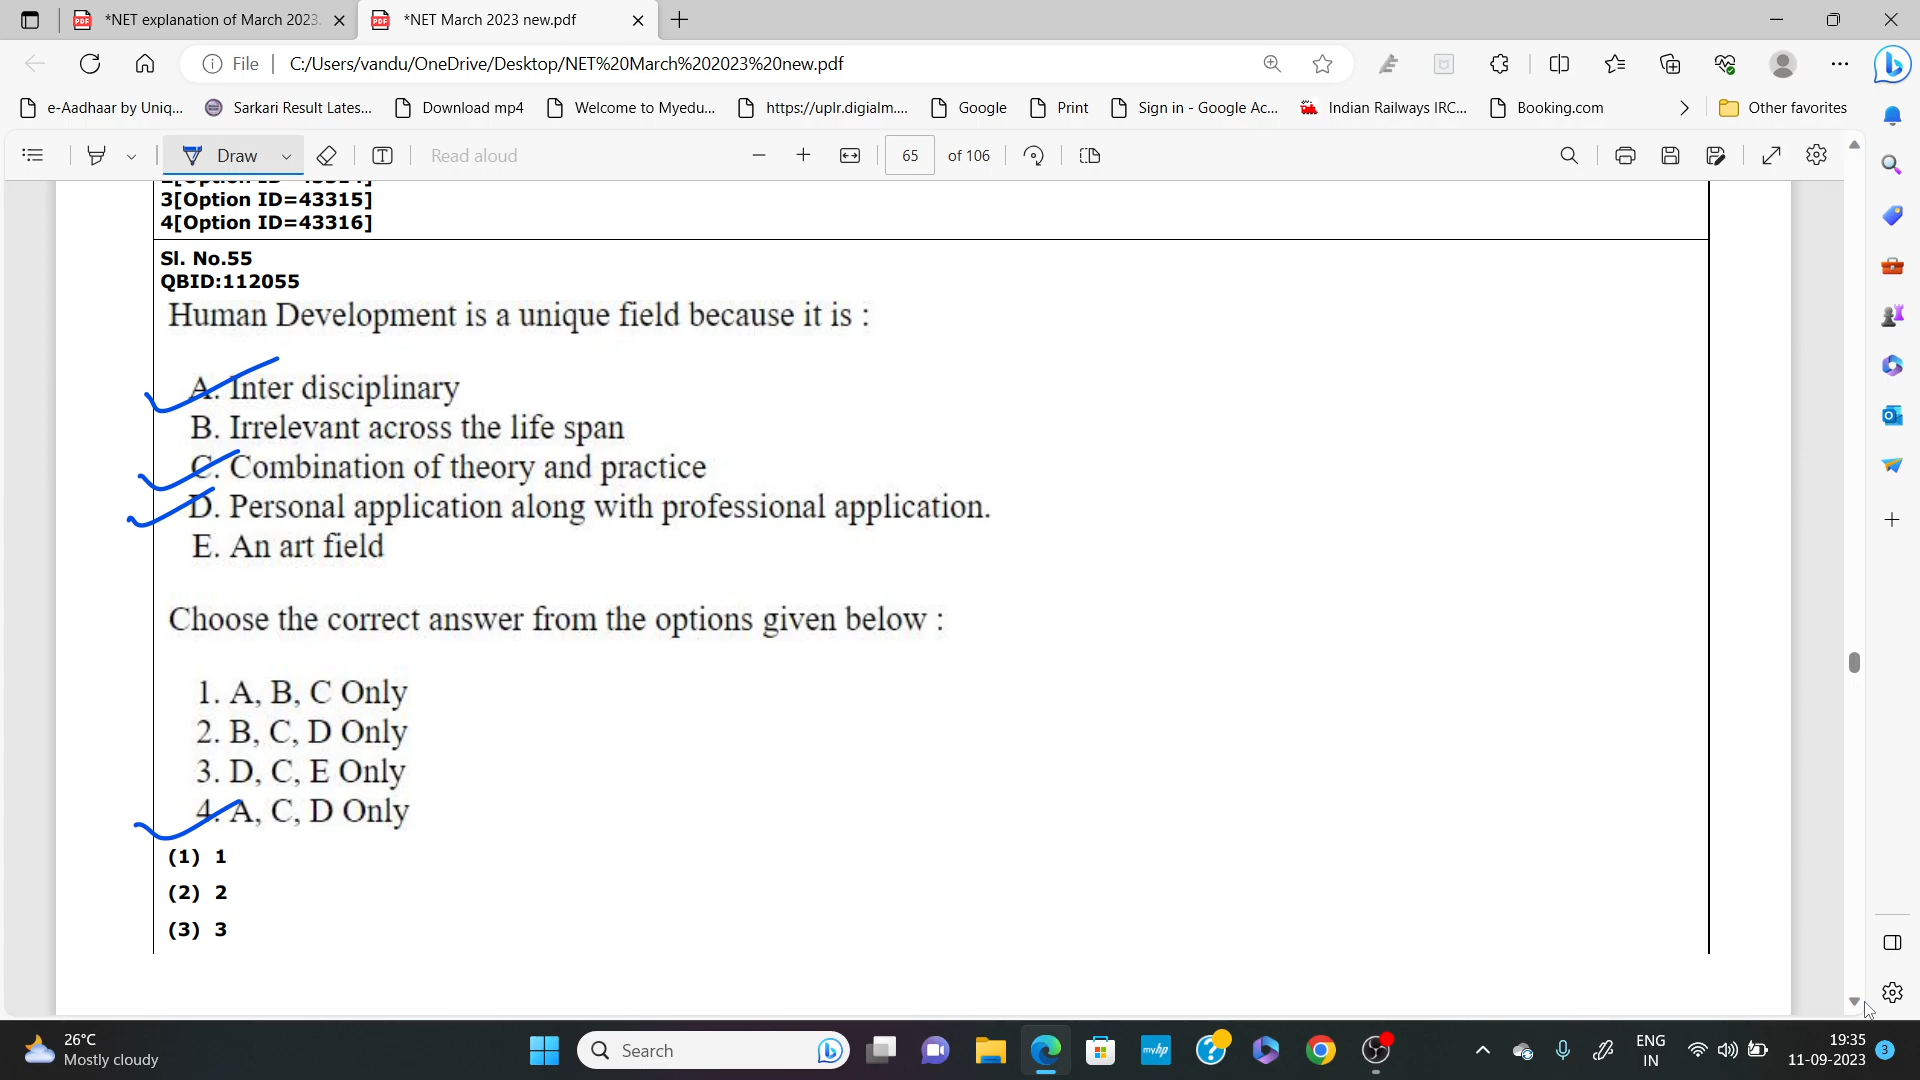 *NET explanation of March 2023.
*NET March 2023 new.pdf
File
C:/Users/vandu/OneDrive/Desktop/NET%20March%202023%20new.pdf
e-Aadhaar by Uniq...
Sarkari Result Lates...
Download mp4
Welcome to Myedu...
https://uplr.digialm....
Google
Print
Sign in - Google Ac...
Indian Railways IRC...
Booking.com
Other favorites
Draw
Read aloud
65
of 106
3[Option ID=43315]
4[Option ID=43316]
Sl. No.55
QBID:112055
Human Development is a unique field because it is :
A. Inter disciplinary
B. Irrelevant across the life span
C. Combination of theory and practice
D. Personal application along with professional application.
E. An art field
Choose the correct answer from the options given below :
1. A, B, C Only
2. B, C, D Only
3. D, C, E Only
4. A, C, D Only
(1) 1
(2) 2
(3) 3
26°C
Mostly cloudy
Search
myhp
ENG
IN
19:35
11-09-2023
3